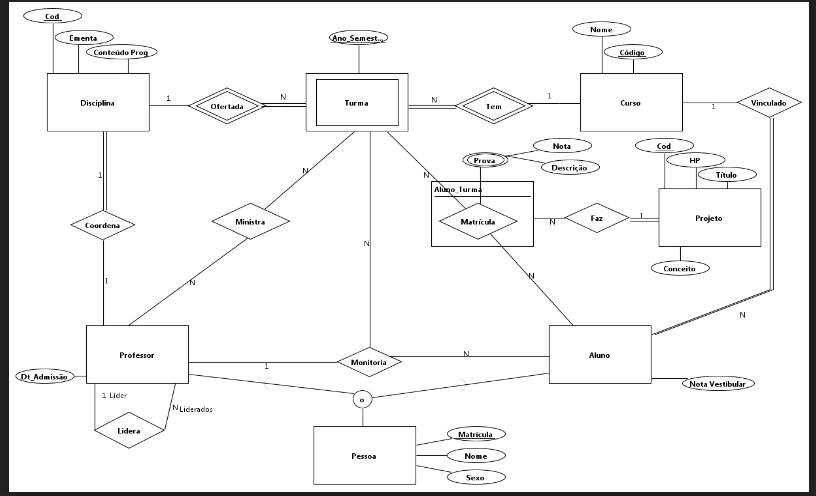 Cod
Ementa
Conteúdo Prog
Disciplina
1
Ofertada
N
Ano_Semest...
Turma
N
Tem
1
Nome
Código
Curso
1
Vinculado
Prova
Nota
Descrição
Cod
HP
Título
Projeto
Conceito
1
Faz
N
Aluno_Turma
Matrícula
N
N
N
1
Coordena
1
N
Ministra
N
N
Professor
Dt_Admissão
1 Líder
N Liderados
Lidera
1
Monitoria
N
Aluno
Nota Vestibular
o
Pessoa
Matrícula
Nome
Sexo